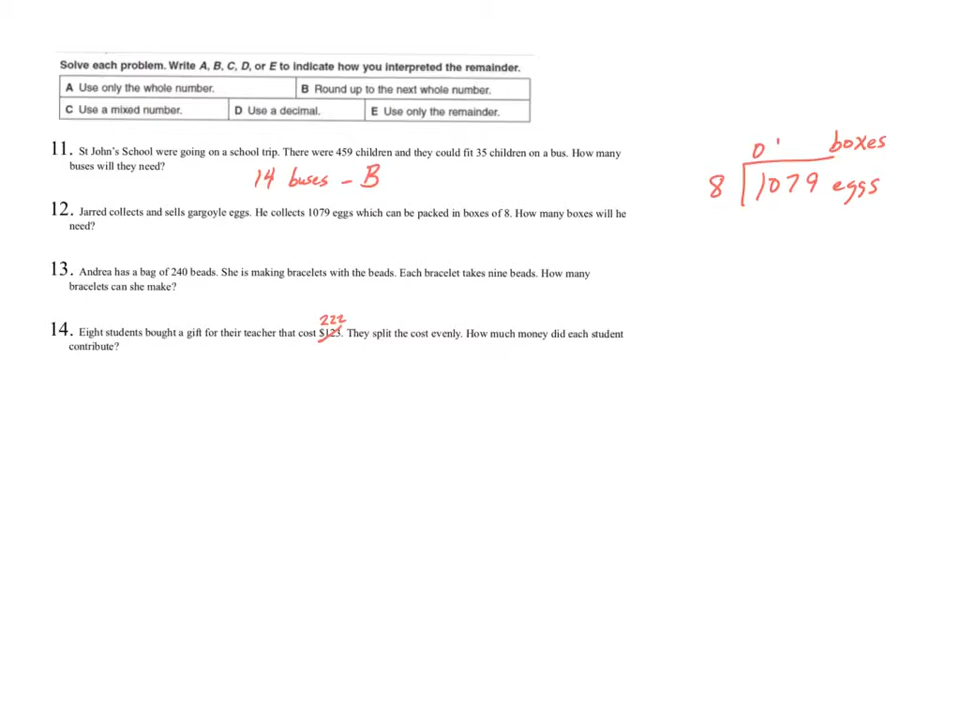 Solve each problem. Write A, B, C, D, or E to indicate how you interpreted the remainder.
A Use only the whole number. B Round up to the next whole number.
C Use a mixed number. D Use a decimal. E Use only the remainder.
11. St John's School were going on a school trip. There were 459 children and they could fit 35 children on a bus. How many
buses will they need?
14 buses - B
12. Jarred collects and sells gargoyle eggs. He collects 1079 eggs which can be packed in boxes of 8. How many boxes will he
need?
13. Andrea has a bag of 240 beads. She is making bracelets with the beads. Each bracelet takes nine beads. How many
bracelets can she make?
222
14. Eight students bought a gift for their teacher that cost $123. They split the cost evenly. How much money did each student
contribute?
0 boxes
8 1079 eggs